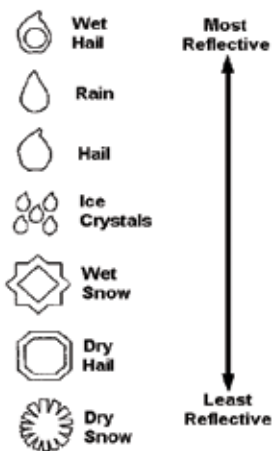 Wet
Hail
Most
Reflective
Rain
Hail
Ice
Crystals
Wet
Snow
Dry
Hail
Least
Reflective
Dry
Snow